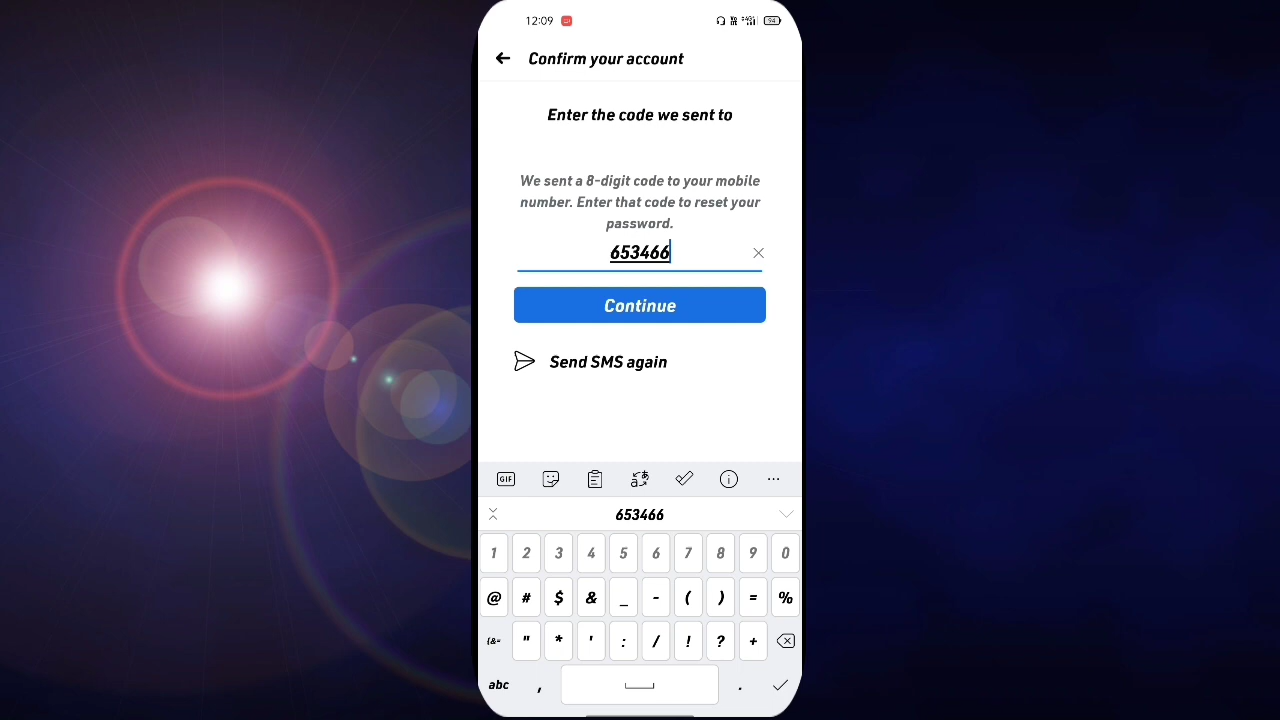 12:09 94
Confirm your account
Enter the code we sent to
We sent a 8-digit code to your mobile
number. Enter that code to reset your
password.
653466
Continue
Send SMS again
GIF
653466
1 2 3 4 5 6 7 8 9 0
@ # $ & _ - ( ) = %
{&= " * ' : / ! ? +
abc , .